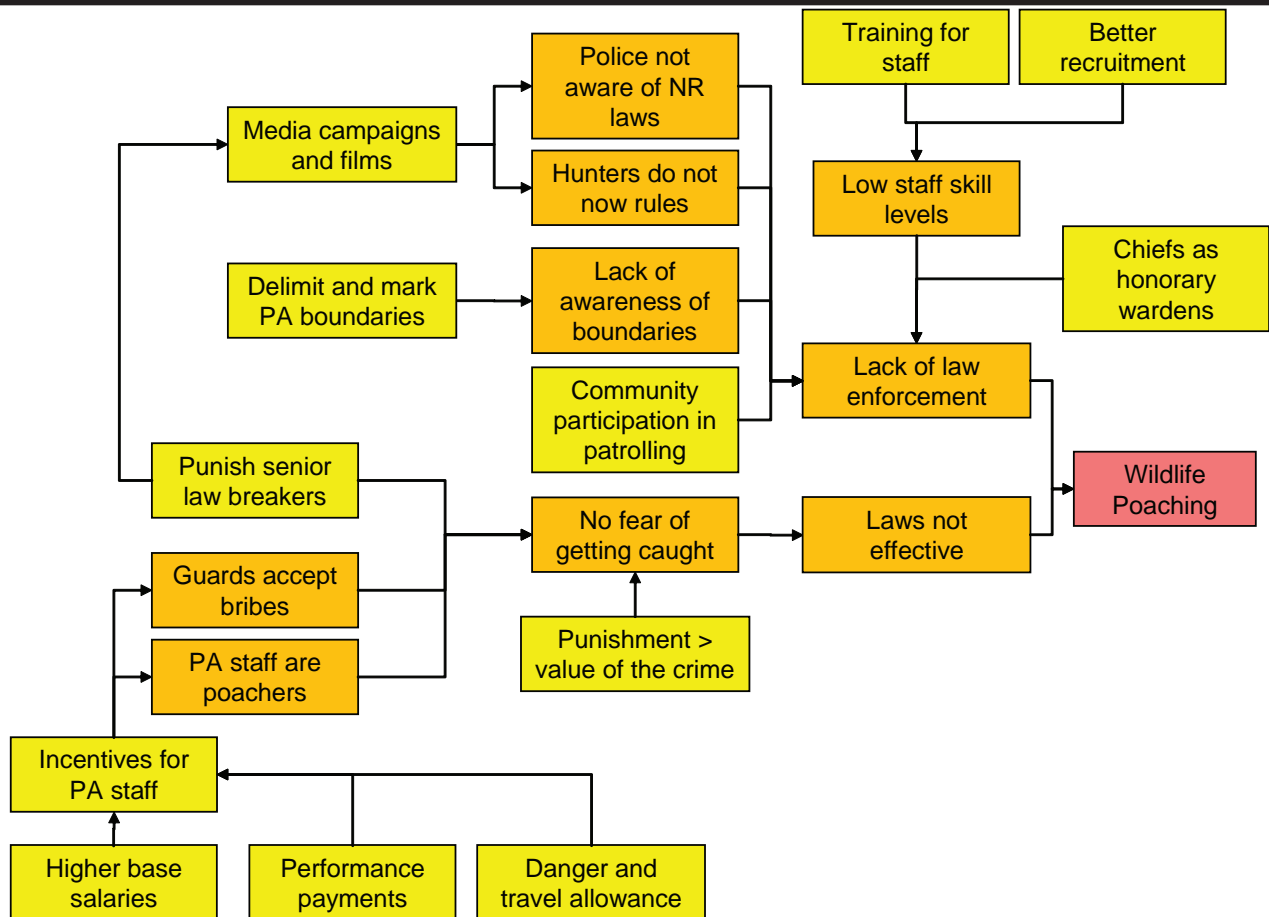 Training for
staff
Better
recruitment
Police not
aware of NR
laws
Media campaigns
and films
Hunters do not
now rules
Low staff skill
levels
Chiefs as
honorary
wardens
Delimit and mark
PA boundaries
Lack of
awareness of
boundaries
Lack of law
enforcement
Community
participation in
patrolling
Punish senior
law breakers
Wildlife
Poaching
No fear of
getting caught
Laws not
effective
Guards accept
bribes
PA staff are
poachers
Punishment >
value of the crime
Incentives for
PA staff
Higher base
salaries
Performance
payments
Danger and
travel allowance